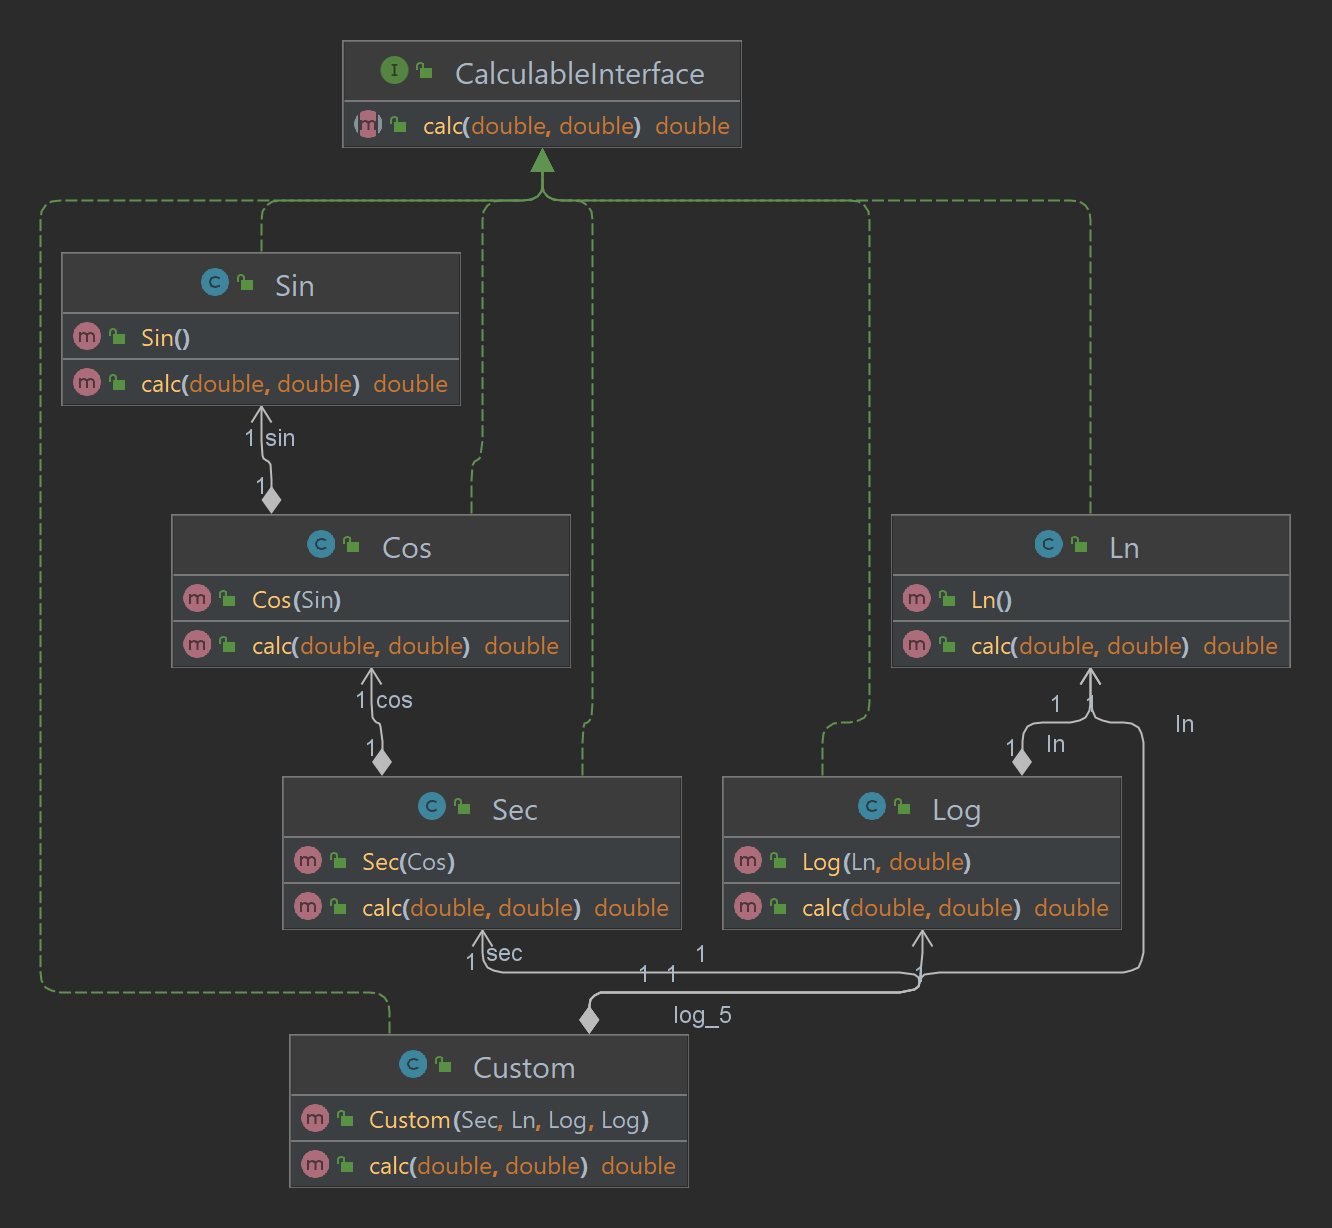 I CalculableInterface
m calc(double, double) double
C Sin
m Sin()
m calc(double, double) double
1 sin
1
C Cos
m Cos(Sin)
m calc(double, double) double
C Ln
m Ln()
m calc(double, double) double
1 cos
1
1 1
ln
1 ln
C Sec
m Sec(Cos)
m calc(double, double) double
C Log
m Log(Ln, double)
m calc(double, double) double
1 sec
1
1 1
1
log_5
C Custom
m Custom(Sec, Ln, Log, Log)
m calc(double, double) double